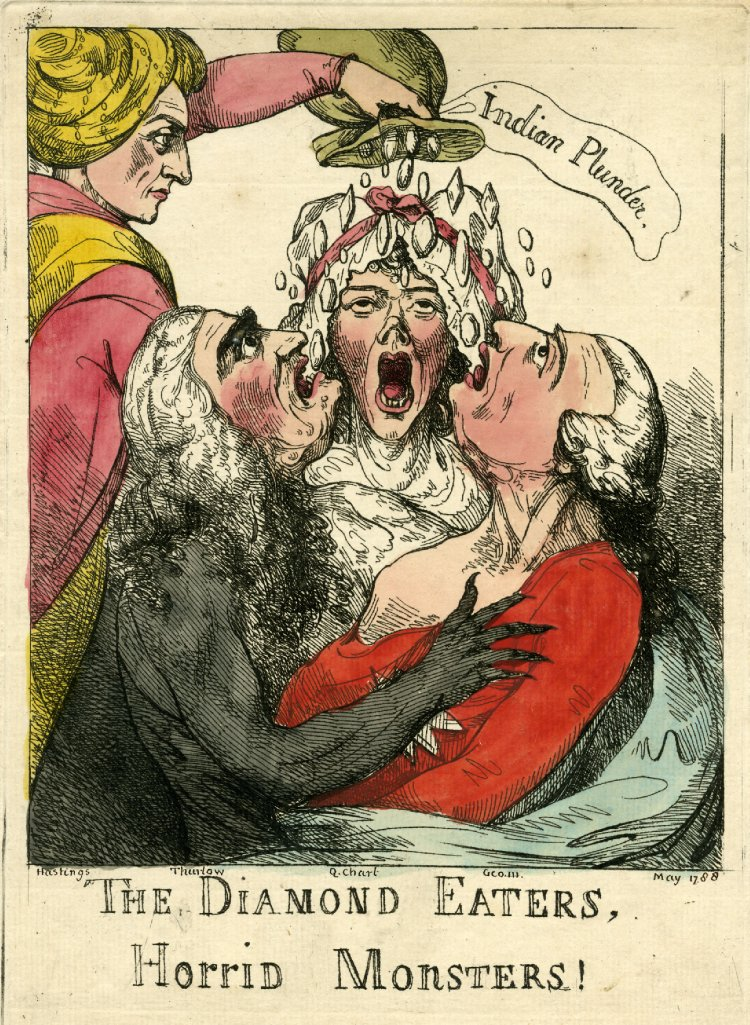 Indian Plunder.
Hastings Thurlow Q. Charl Geo. III. May 1788
THE DIAMOND EATERS,
HORRID MONSTERS!